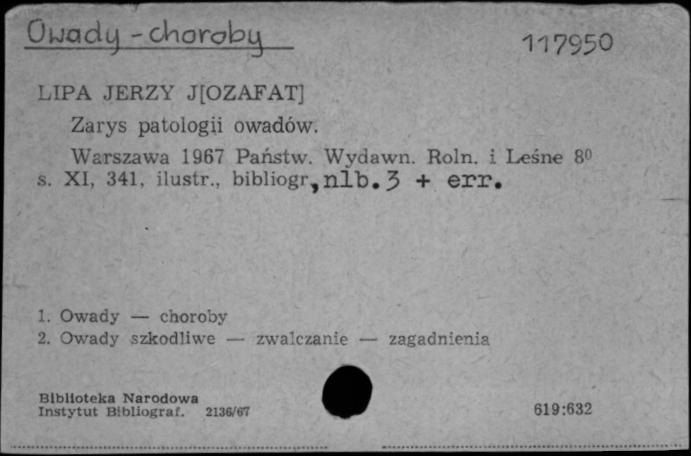 Owady - choroby
117950
LIPA JERZY J[OZAFAT]
Zarys patologii owadów.
Warszawa 1967 Państw. Wydawn. Roln. i Leśne 8⁰
s. XI, 341, ilustr., bibliogr, nlb. 3 + err.
1. Owady — choroby
2. Owady szkodliwe — zwalczanie — zagadnienia
Biblioteka Narodowa
Instytut Bibliograf. 2136/67
619:632